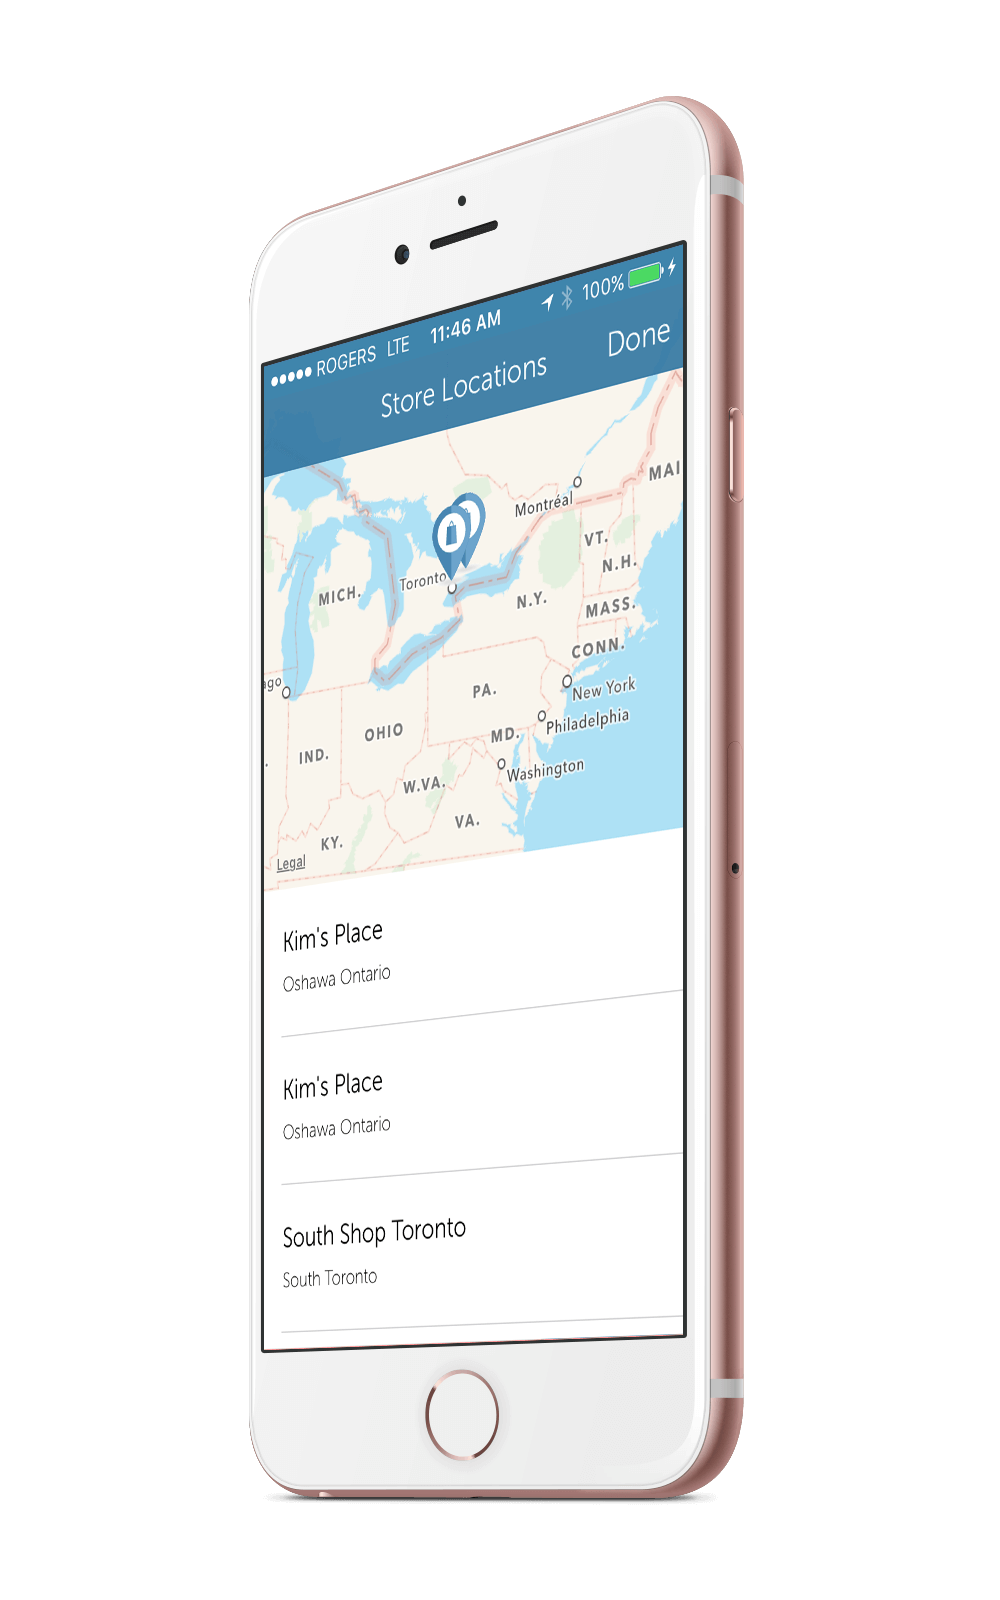 ROGERS LTE 11:46 AM 100%
Store Locations Done
MAI
Montréal
VT.
N.H.
Toronto
MICH.
N.Y.
MASS.
CONN.
ago
PA.
New York
OHIO
Philadelphia
MD.
IND.
Washington
W.VA.
VA.
KY.
Legal
Kim's Place
Oshawa Ontario
Kim's Place
Oshawa Ontario
South Shop Toronto
South Toronto